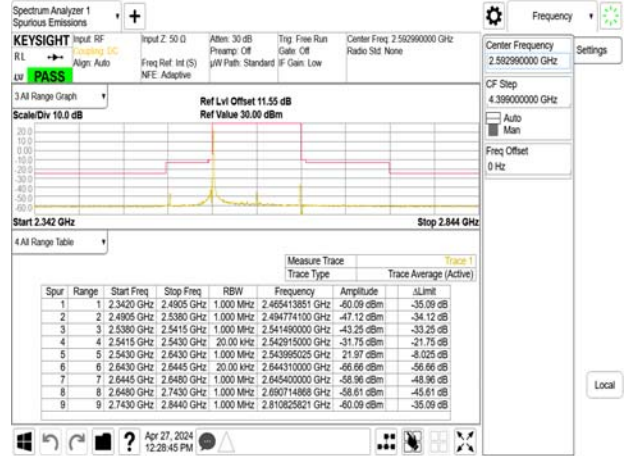 Spectrum Analyzer 1
Spurious Emissions
Frequency
KEYSIGHT
Input: RF
Coupling: DC
Align: Auto
Input Z: 50 Ω
Freq Ref: Int (S)
NFE: Adaptive
Atten: 30 dB
Preamp: Off
µW Path: Standard
Trig: Free Run
Gate: Off
IF Gain: Low
Center Freq: 2.592990000 GHz
Radio Std: None
RL
PASS
Center Frequency
2.592990000 GHz
Settings
CF Step
4.399000000 GHz
Auto
Man
Freq Offset
0 Hz
3 All Range Graph
Scale/Div 10.0 dB
Ref Lvl Offset 11.55 dB
Ref Value 30.00 dBm
20.0
10.0
0.00
-10.0
-20.0
-30.0
-40.0
-50.0
-60.0
Start 2.342 GHz
Stop 2.844 GHz
4 All Range Table
Measure Trace Trace 1
Trace Type Trace Average (Active)
Spur Range Start Freq Stop Freq RBW Frequency Amplitude ΔLimit
1 1 2.3420 GHz 2.4905 GHz 1.000 MHz 2.465413851 GHz -60.09 dBm -35.09 dB
2 2 2.4905 GHz 2.5380 GHz 1.000 MHz 2.494774100 GHz -47.12 dBm -34.12 dB
3 3 2.5380 GHz 2.5415 GHz 1.000 MHz 2.541490000 GHz -43.25 dBm -33.25 dB
4 4 2.5415 GHz 2.5430 GHz 20.00 kHz 2.542915000 GHz -31.75 dBm -21.75 dB
5 5 2.5430 GHz 2.6430 GHz 1.000 MHz 2.543995025 GHz 21.97 dBm -8.025 dB
6 6 2.6430 GHz 2.6445 GHz 20.00 kHz 2.644310000 GHz -66.66 dBm -56.66 dB
7 7 2.6445 GHz 2.6480 GHz 1.000 MHz 2.645400000 GHz -58.96 dBm -48.96 dB
8 8 2.6480 GHz 2.7430 GHz 1.000 MHz 2.690714868 GHz -58.61 dBm -45.61 dB
9 9 2.7430 GHz 2.8440 GHz 1.000 MHz 2.810825821 GHz -60.09 dBm -35.09 dB
Local
?
Apr 27, 2024
12:28:45 PM